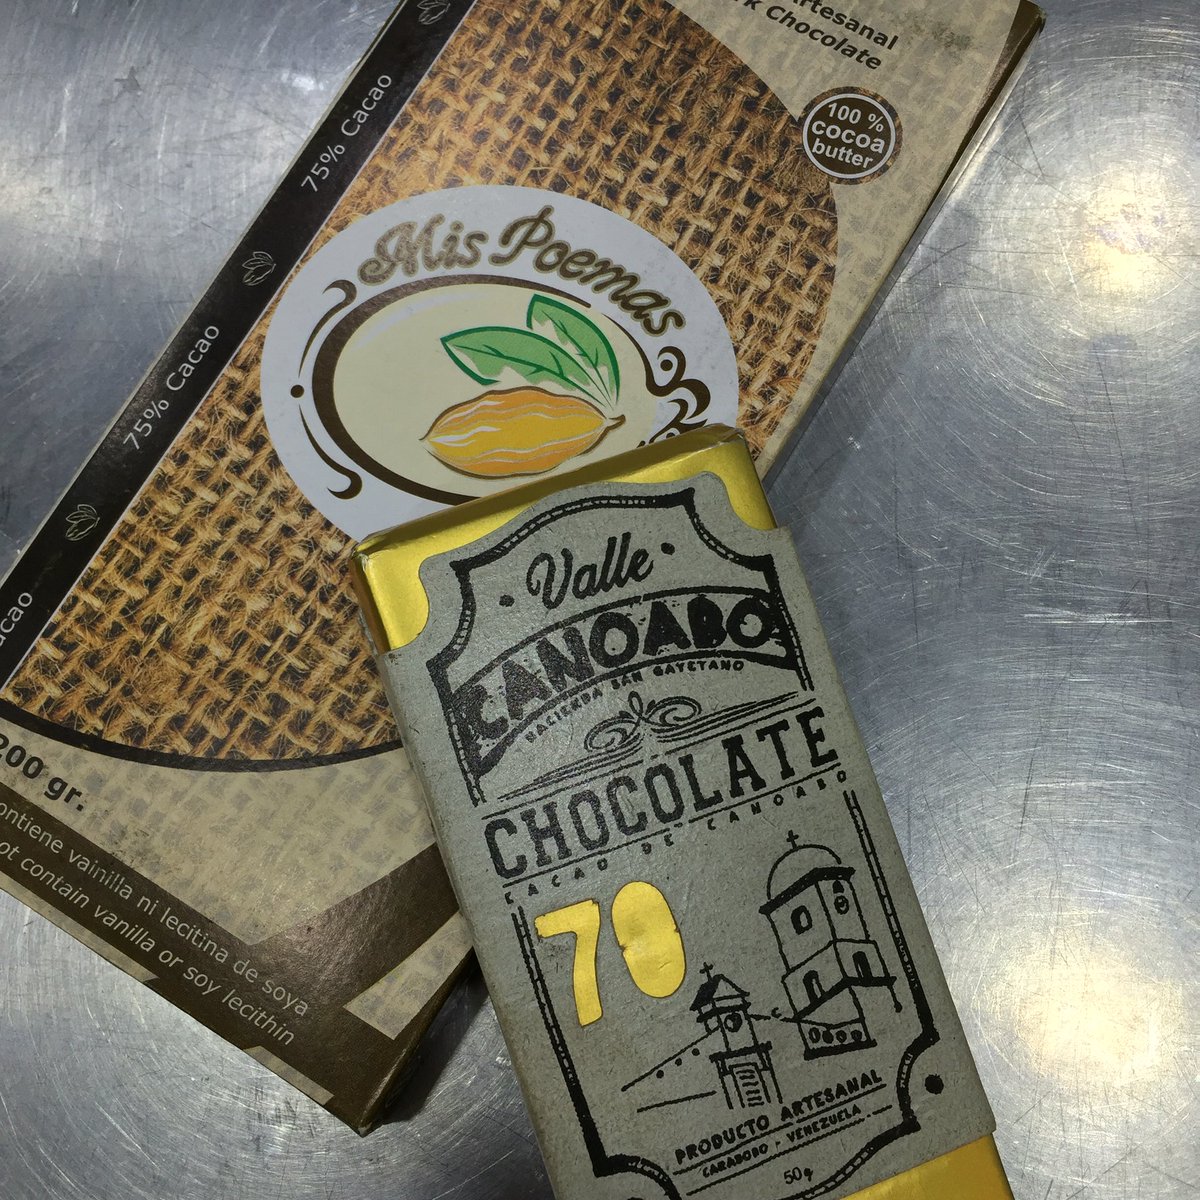 Artesanal
Chocolate
100 %
cocoa
butter
75% Cacao
75% Cacao
Mis Poemas
200 gr.
vainilla ni lecitina de soya
contain vanilla or soy lecithin
Valle
CANOABO
HACIENDA SAN CAYETANO
CHOCOLATE
CACAO DE CANOABO
70
PRODUCTO ARTESANAL
CARABOBO - VENEZUELA
50g